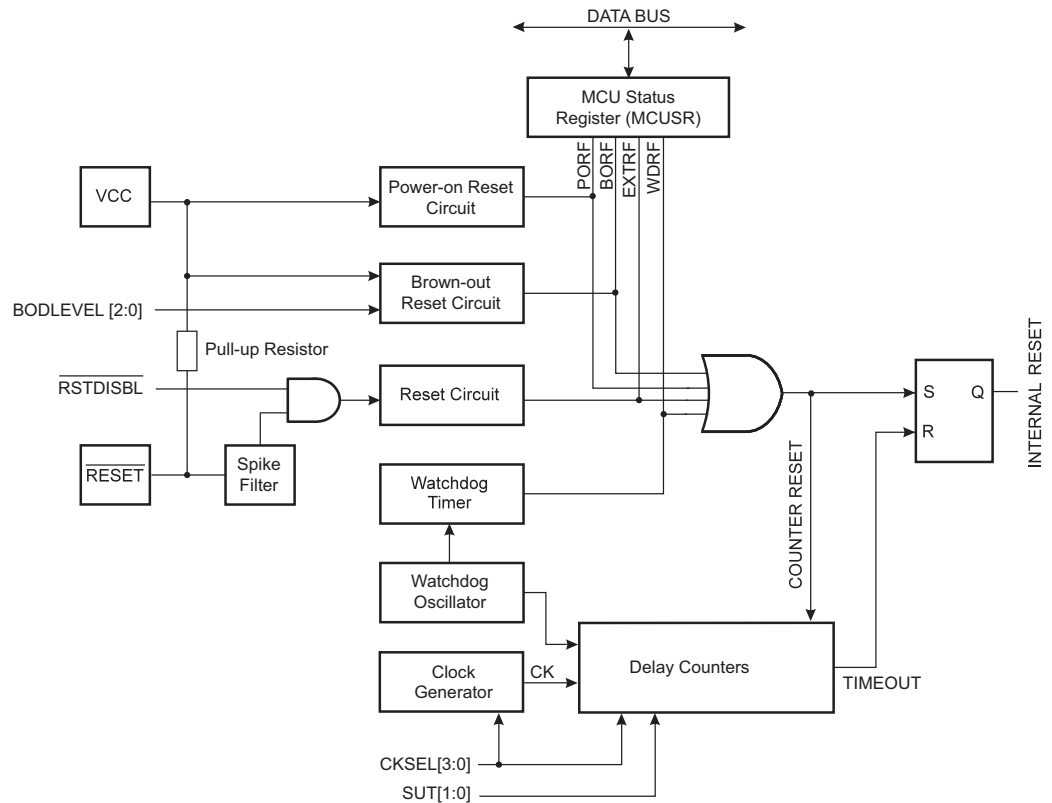 DATA BUS
MCU Status
Register (MCUSR)
PORF
BORF
EXTRF
WDRF
VCC
Power-on Reset
Circuit
Brown-out
Reset Circuit
BODLEVEL [2:0]
Pull-up Resistor
RSTDISBL
Reset Circuit
RESET
Spike
Filter
Watchdog
Timer
Watchdog
Oscillator
Clock
Generator
CK
Delay Counters
CKSEL[3:0]
SUT[1:0]
COUNTER RESET
TIMEOUT
S
Q
R
INTERNAL RESET